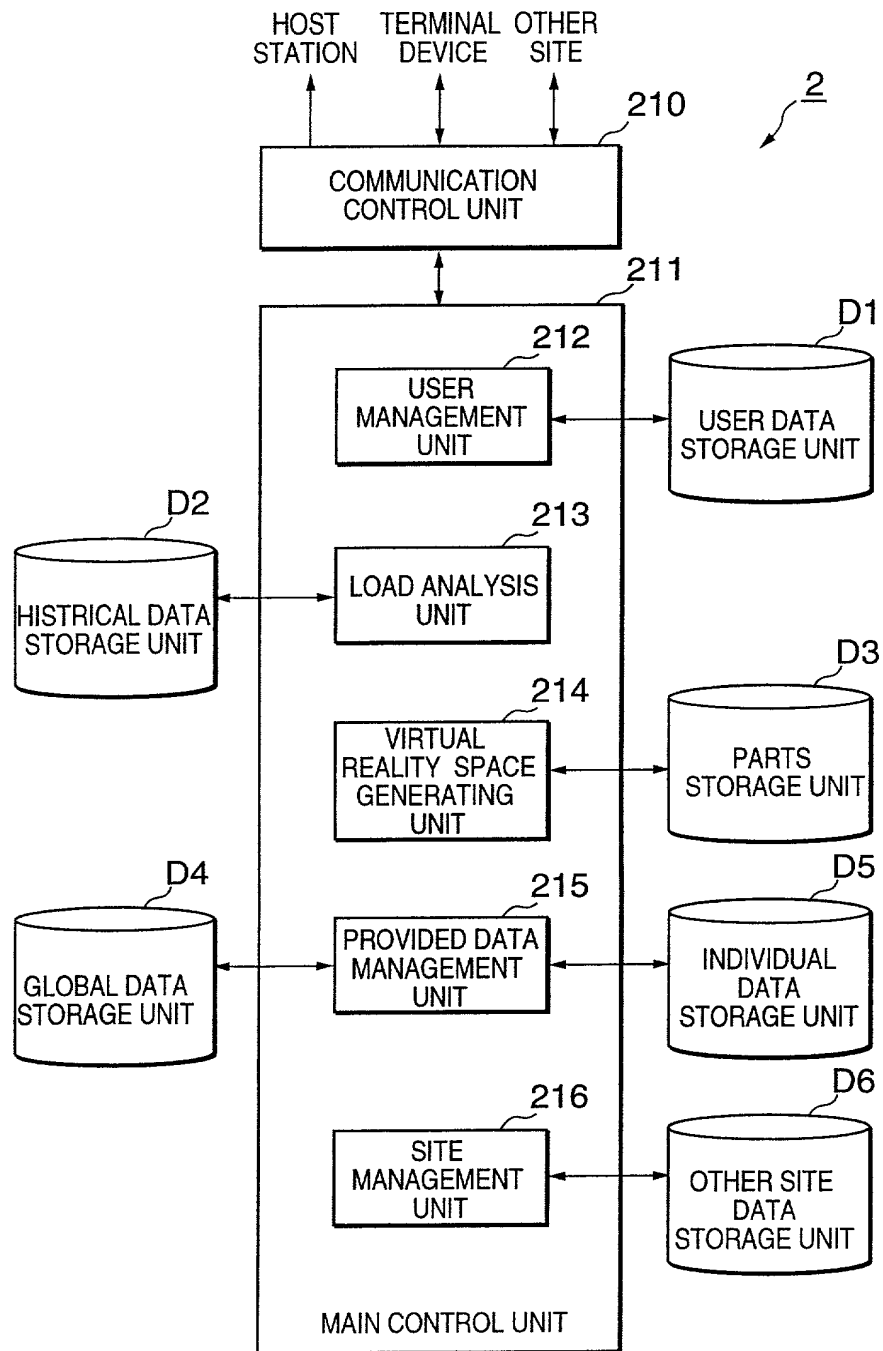 HOST
STATION
TERMINAL
DEVICE
OTHER
SITE
2
210
COMMUNICATION
CONTROL UNIT
211
212
USER
MANAGEMENT
UNIT
D1
USER DATA
STORAGE UNIT
D2
HISTRICAL DATA
STORAGE UNIT
213
LOAD ANALYSIS
UNIT
214
VIRTUAL
REALITY SPACE
GENERATING
UNIT
D3
PARTS
STORAGE UNIT
D4
GLOBAL DATA
STORAGE UNIT
215
PROVIDED DATA
MANAGEMENT
UNIT
D5
INDIVIDUAL
DATA
STORAGE UNIT
216
SITE
MANAGEMENT
UNIT
D6
OTHER SITE
DATA
STORAGE UNIT
MAIN CONTROL UNIT